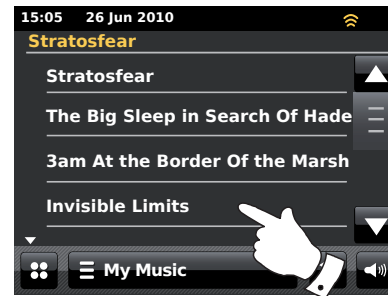 15:05 26 Jun 2010
Stratosfear
Stratosfear
The Big Sleep in Search Of Hade
3am At the Border Of the Marsh
Invisible Limits
My Music